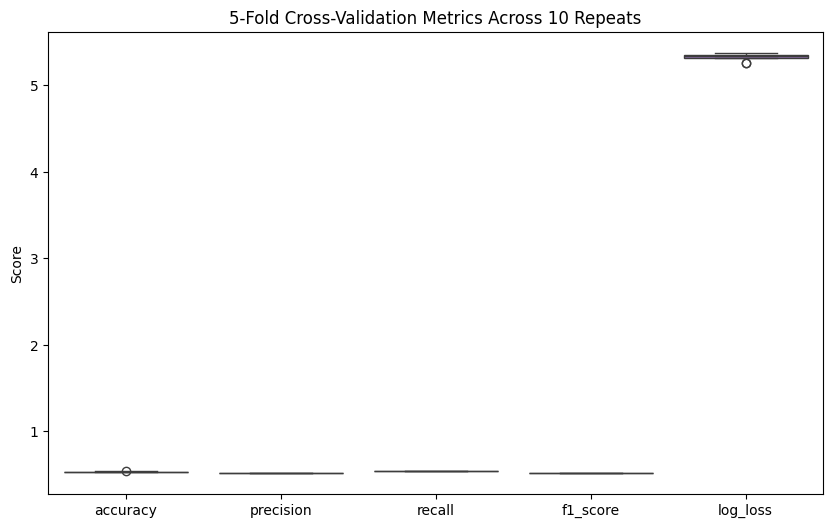 5-Fold Cross-Validation Metrics Across 10 Repeats
Score
5
4
3
2
1
accuracy precision recall f1_score log_loss